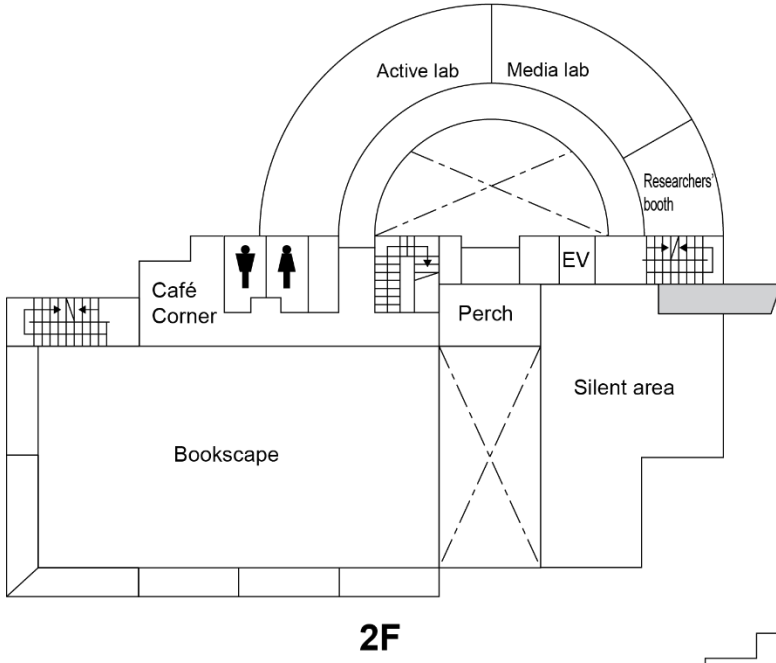 Active lab
Media lab
Researchers'
booth
EV
Café
Corner
Perch
Silent area
Bookscape
2F